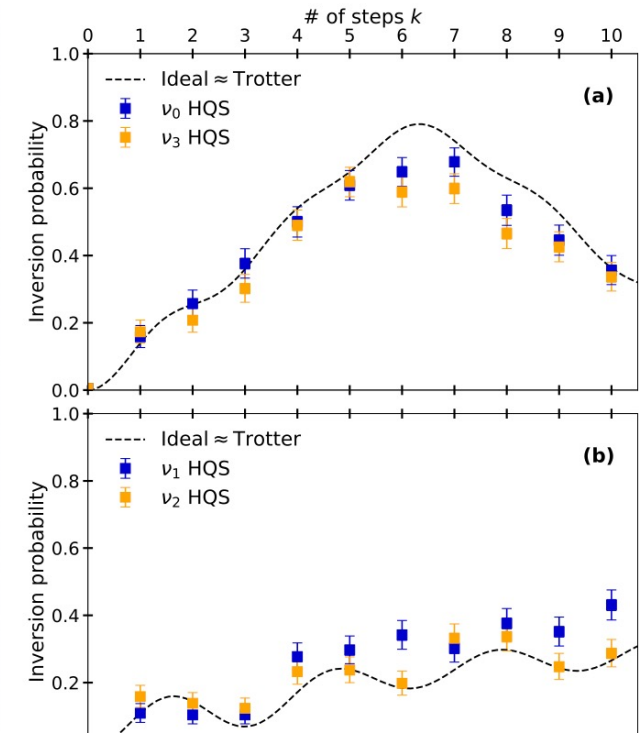 # of steps k
0 1 2 3 4 5 6 7 8 9 10
1.0
Ideal ≈ Trotter
(a)
ν0 HQS
0.8
ν3 HQS
0.6
Inversion probability
0.4
0.2
0.0
1.0
Ideal ≈ Trotter
(b)
ν1 HQS
0.8
ν2 HQS
0.6
Inversion probability
0.4
0.2